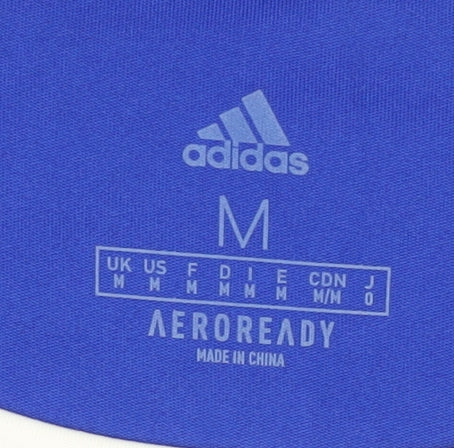 adidas
M
UK US F D I E CDN J
M M M M M M M/M O
AEROREADY
MADE IN CHINA